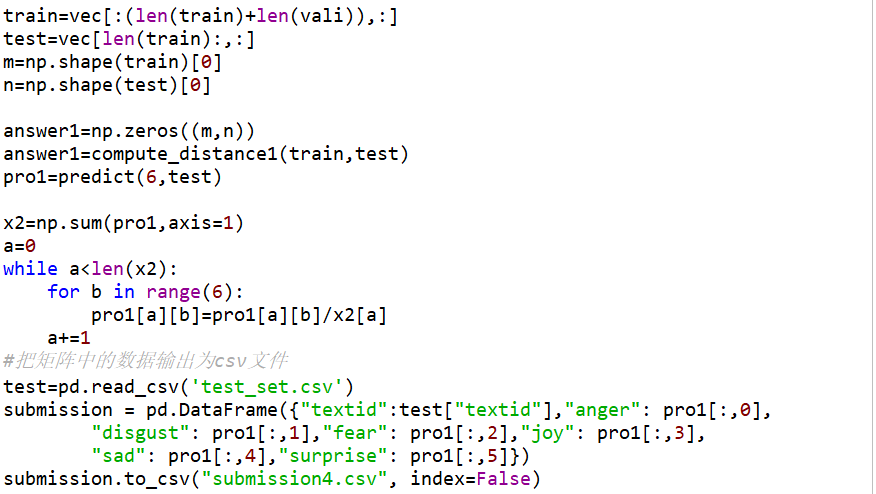 train=vec[:(len(train)+len(vali)),:]
test=vec[len(train):,:]
m=np.shape(train)[0]
n=np.shape(test)[0]

answer1=np.zeros((m,n))
answer1=compute_distance1(train,test)
pro1=predict(6,test)

x2=np.sum(pro1,axis=1)
a=0
while a<len(x2):
    for b in range(6):
        pro1[a][b]=pro1[a][b]/x2[a]
    a+=1
#把矩阵中的数据输出为csv文件
test=pd.read_csv('test_set.csv')
submission = pd.DataFrame({"textid":test["textid"],"anger": pro1[:,0],
        "disgust": pro1[:,1],"fear": pro1[:,2],"joy": pro1[:,3],
        "sad": pro1[:,4],"surprise": pro1[:,5]})
submission.to_csv("submission4.csv", index=False)